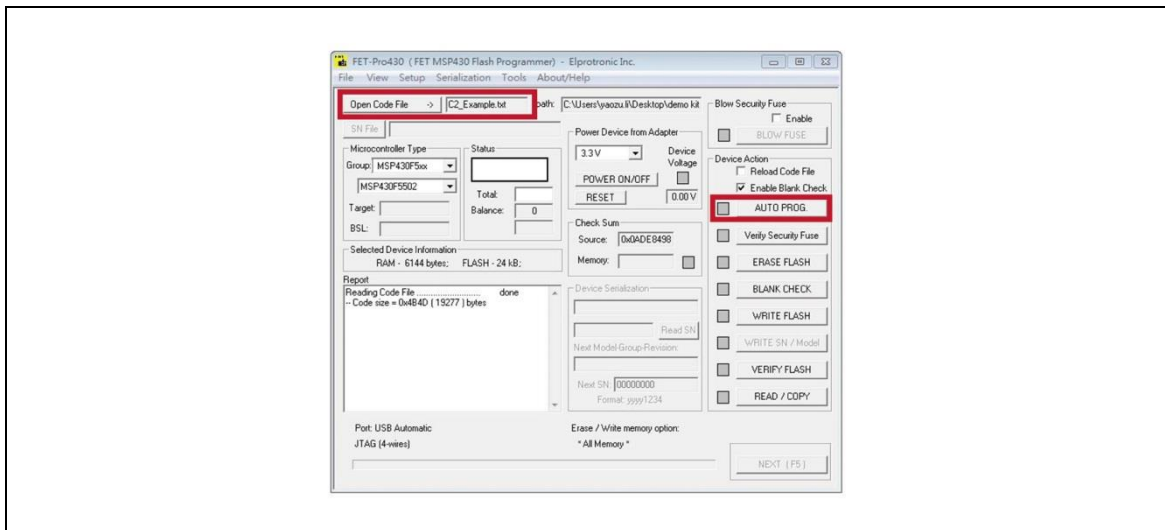 FET-Pro430 ( FET MSP430 Flash Programmer) - Elprotronic Inc.
File View Setup Serialization Tools About/Help
Open Code File -> C2_Example.txt path: C:\Users\yaozu.li\Desktop\demo kit
SN File
Microcontroller Type
Group: MSP430F5xx
MSP430F5502
Target:
BSL:
Status
Total:
Balance: 0
Selected Device Information
RAM - 6144 bytes; FLASH - 24 kB;
Report
Reading Code File ............................ done
-- Code size = 0x4B4D ( 19277 ) bytes
Power Device from Adapter
3.3 V
Device
Voltage
POWER ON/OFF
RESET 0.00 V
Check Sum
Source: 0x0ADE8498
Memory:
Device Serialization
Read SN
Next Model-Group-Revision:
Next SN: 00000000
Format: yyyy1234
Blow Security Fuse
Enable
BLOW FUSE
Device Action
Reload Code File
Enable Blank Check
AUTO PROG.
Verify Security Fuse
ERASE FLASH
BLANK CHECK
WRITE FLASH
WRITE SN / Model
VERIFY FLASH
READ / COPY
Port: USB Automatic
JTAG (4-wires)
Erase / Write memory option:
" All Memory "
NEXT ( F5 )